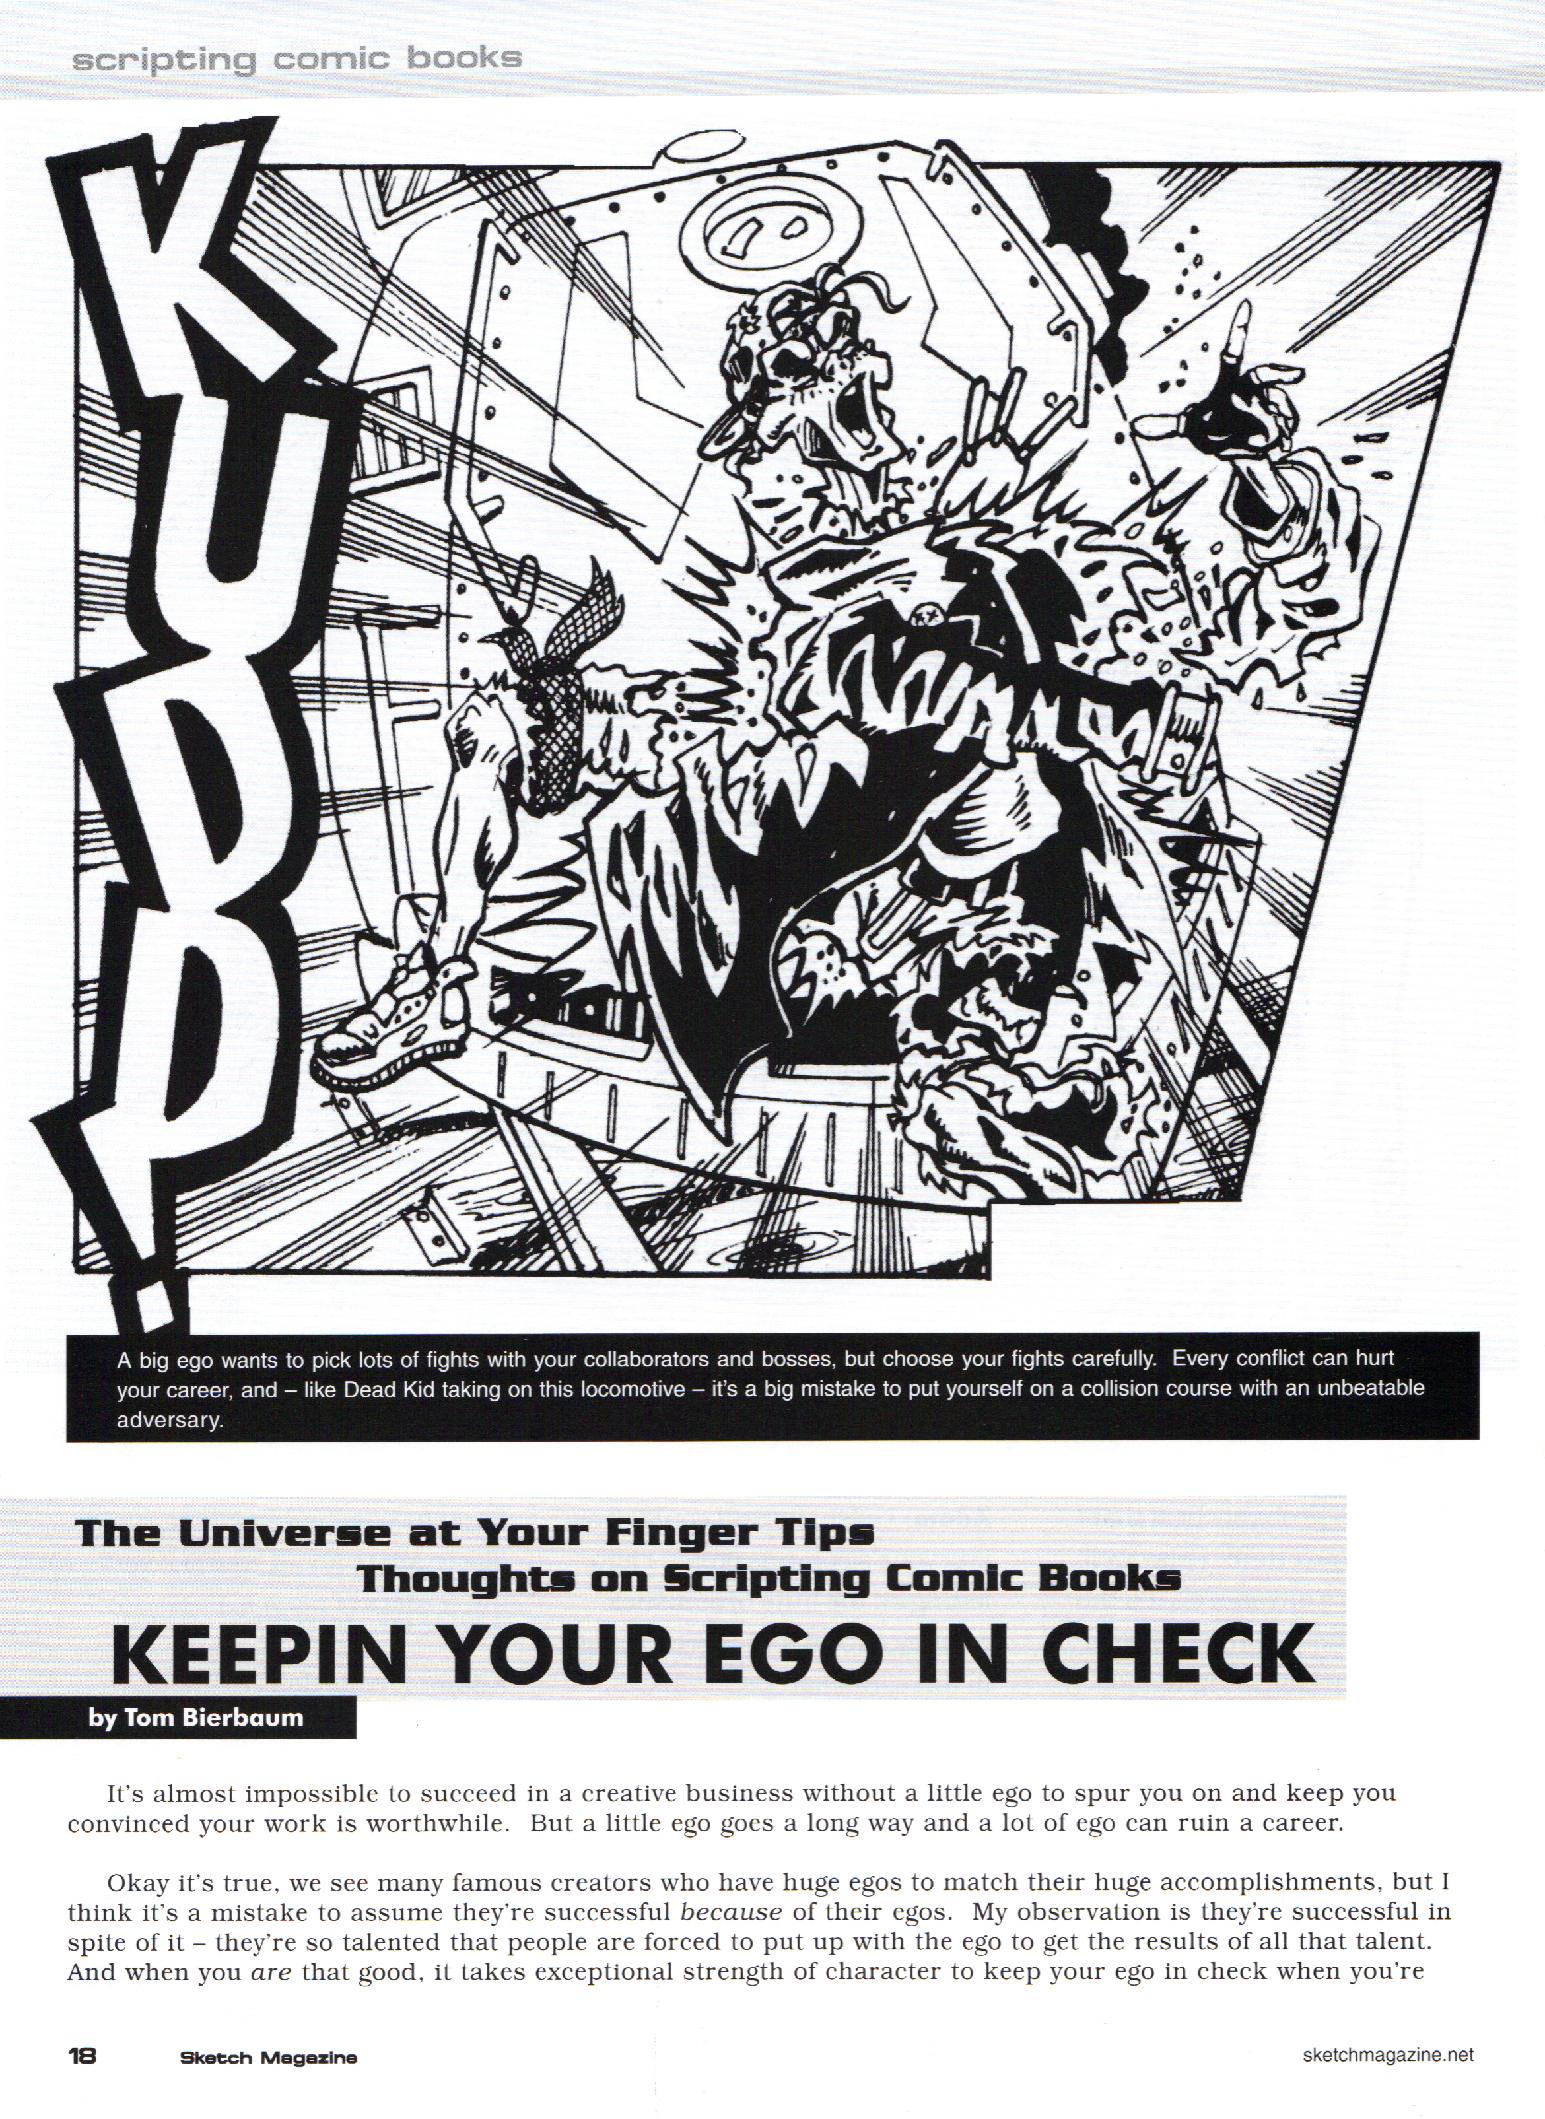 scripting comic books
KUDD!
A big ego wants to pick lots of fights with your collaborators and bosses, but choose your fights carefully. Every conflict can hurt
your career, and – like Dead Kid taking on this locomotive – it's a big mistake to put yourself on a collision course with an unbeatable
adversary.
The Universe at Your Finger Tips
Thoughts on Scripting Comic Books
KEEPIN YOUR EGO IN CHECK
by Tom Bierbaum
It's almost impossible to succeed in a creative business without a little ego to spur you on and keep you
convinced your work is worthwhile. But a little ego goes a long way and a lot of ego can ruin a career.
Okay it's true, we see many famous creators who have huge egos to match their huge accomplishments, but I
think it's a mistake to assume they're successful because of their egos. My observation is they're successful in
spite of it – they're so talented that people are forced to put up with the ego to get the results of all that talent.
And when you are that good, it takes exceptional strength of character to keep your ego in check when you're
18 Sketch Magazine sketchmagazine.net